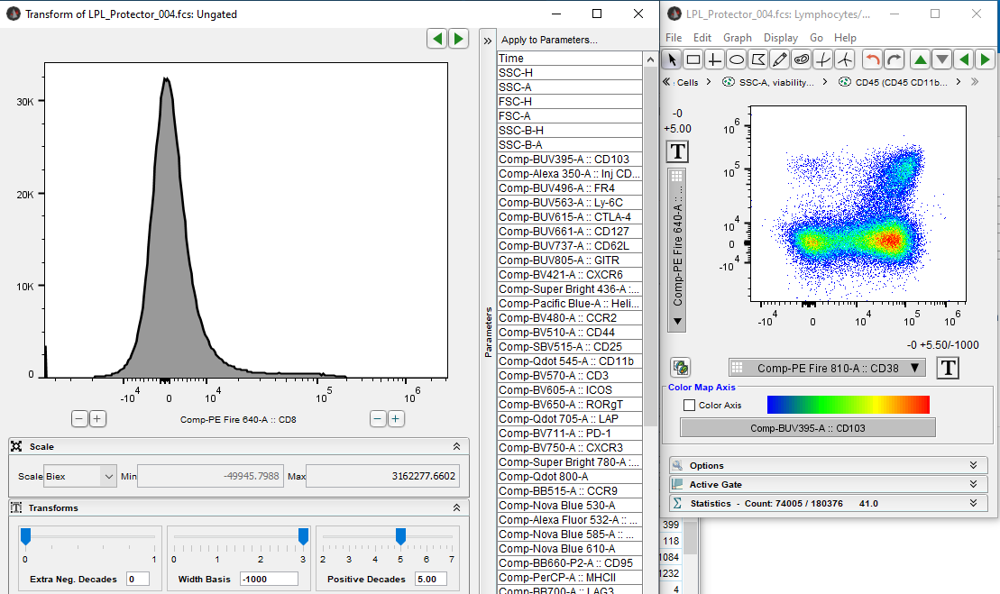 Transform of LPL_Protector_004.fcs: Ungated
30K
20K
10K
0
-10 4
0
10 4
10 5
10 6
Comp-PE Fire 640-A :: CD8
Scale
Scale Biex Min -49945.7988 Max 3162277.6602
Transforms
0 1
0 1 2 3
2 3 4 5 6 7
Extra Neg. Decades 0
Width Basis -1000
Positive Decades 5.00
Apply to Parameters...
Parameters
Time
SSC-H
SSC-A
FSC-H
FSC-A
SSC-B-H
SSC-B-A
Comp-BUV395-A :: CD103
Comp-Alexa 350-A :: Inj CD...
Comp-BUV496-A :: FR4
Comp-BUV563-A :: Ly-6C
Comp-BUV615-A :: CTLA-4
Comp-BUV661-A :: CD127
Comp-BUV737-A :: CD62L
Comp-BUV805-A :: GITR
Comp-BV421-A :: CXCR6
Comp-Super Bright 436-A :...
Comp-Pacific Blue-A :: Heli...
Comp-BV480-A :: CCR2
Comp-BV510-A :: CD44
Comp-SBV515-A :: CD25
Comp-Qdot 545-A :: CD11b
Comp-BV570-A :: CD3
Comp-BV605-A :: ICOS
Comp-BV650-A :: RORgT
Comp-Qdot 705-A :: LAP
Comp-BV711-A :: PD-1
Comp-BV750-A :: CXCR3
Comp-Super Bright 780-A :...
Comp-Qdot 800-A
Comp-BB515-A :: CCR9
Comp-Nova Blue 530-A
Comp-Alexa Fluor 532-A :: ...
Comp-Nova Blue 585-A :: ...
Comp-Nova Blue 610-A
Comp-BB660-P2-A :: CD95
Comp-PerCP-A :: MHCII
Comp-BB700-A :: LAG3
LPL_Protector_004.fcs: Lymphocytes/...
File Edit Graph Display Go Help
: Cells
SSC-A, viability...
CD45 (CD45 CD11b...
-0
+5.00
T
Comp-PE Fire 640-A :: ...
10 6
10 5
10 4
0
-10 4
-10 4
0
10 4
10 5
10 6
-0 +5.50/-1000
Comp-PE Fire 810-A :: CD38
T
Color Map Axis
Color Axis
Comp-BUV395-A :: CD103
Options
Active Gate
Σ Statistics - Count: 74005 / 180376 41.0
399
118
1084
1232
4